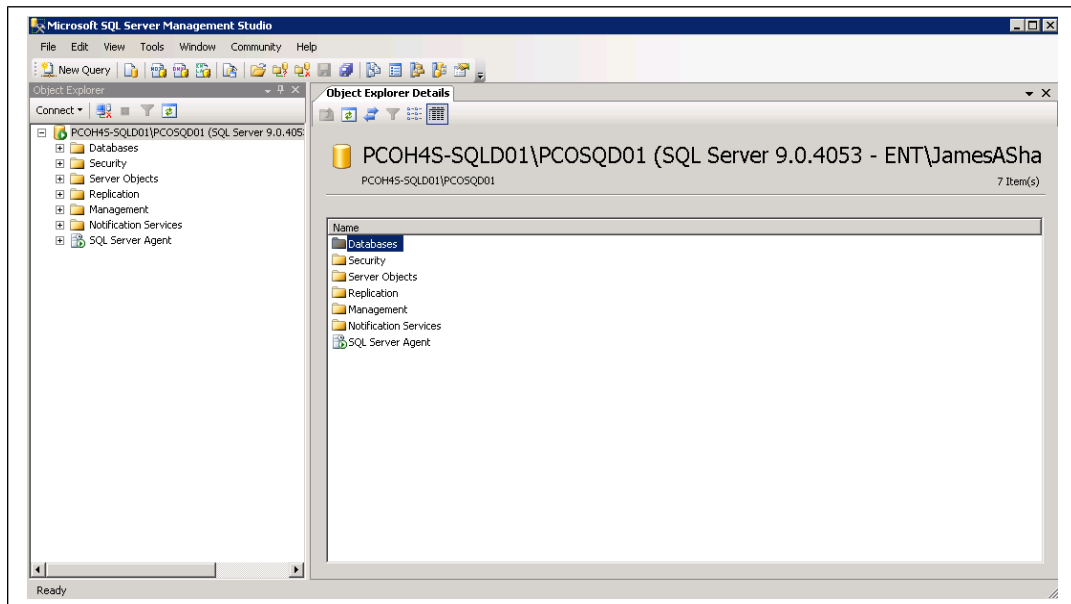 Microsoft SQL Server Management Studio
File Edit View Tools Window Community Help
New Query
Object Explorer
Connect
PCOH4S-SQLD01\PCOSQD01 (SQL Server 9.0.405
Databases
Security
Server Objects
Replication
Management
Notification Services
SQL Server Agent
Object Explorer Details
PCOH4S-SQLD01\PCOSQD01 (SQL Server 9.0.4053 - ENT\JamesASha
PCOH4S-SQLD01\PCOSQD01
7 Item(s)
Name
Databases
Security
Server Objects
Replication
Management
Notification Services
SQL Server Agent
Ready